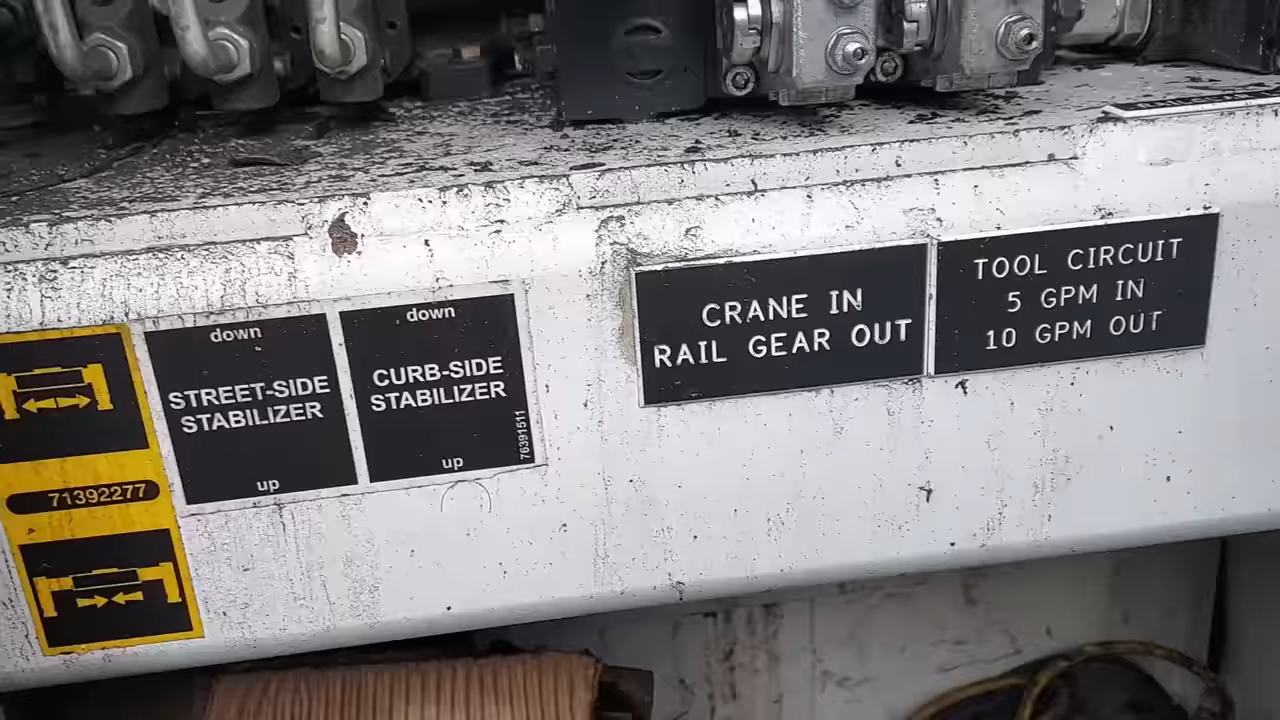 71392277
down
STREET-SIDE
STABILIZER
up
down
CURB-SIDE
STABILIZER
up
76391511
CRANE IN
RAIL GEAR OUT
TOOL CIRCUIT
5 GPM IN
10 GPM OUT